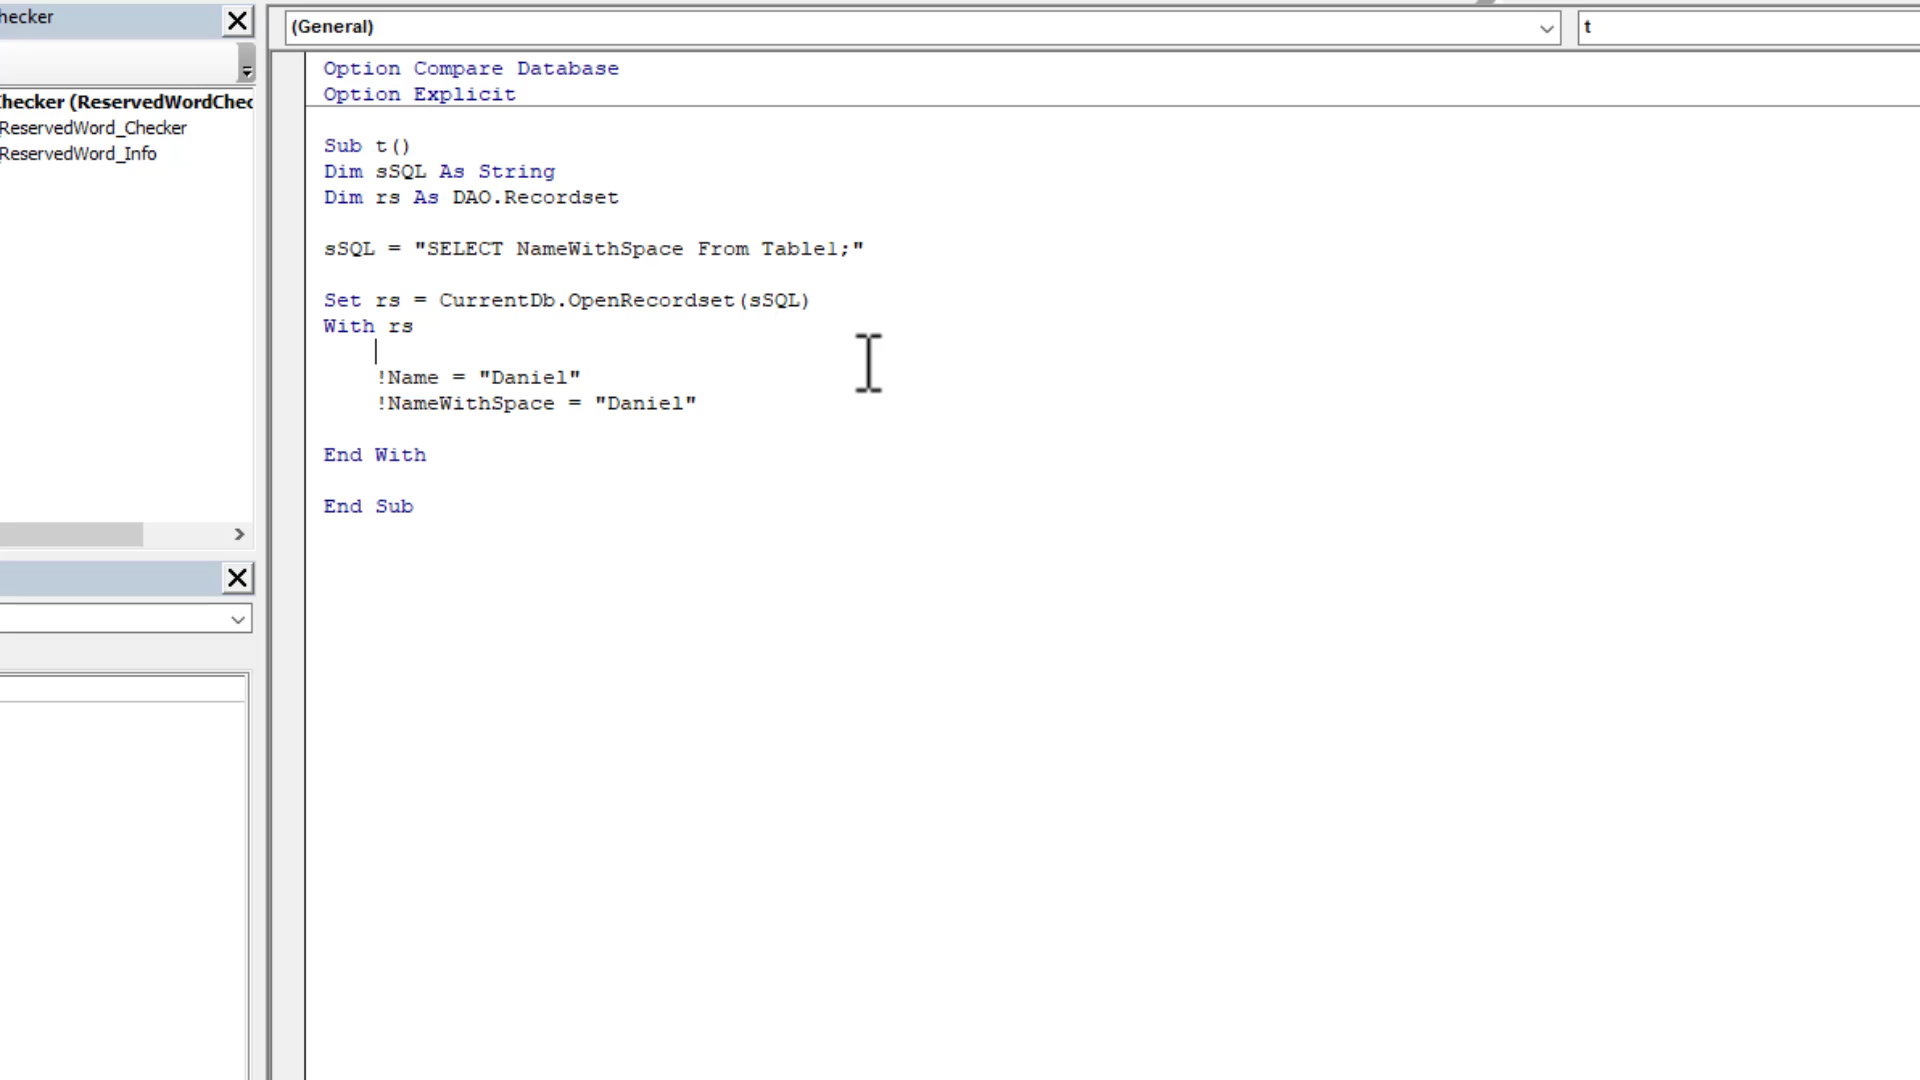 hecker
(General)
t
hecker (ReservedWordChec
ReservedWord_Checker
ReservedWord_Info
Option Compare Database
Option Explicit
Sub t()
Dim sSQL As String
Dim rs As DAO.Recordset
sSQL = "SELECT NameWithSpace From Table1;"
Set rs = CurrentDb.OpenRecordset(sSQL)
With rs
!Name = "Daniel"
!NameWithSpace = "Daniel"
End With
End Sub